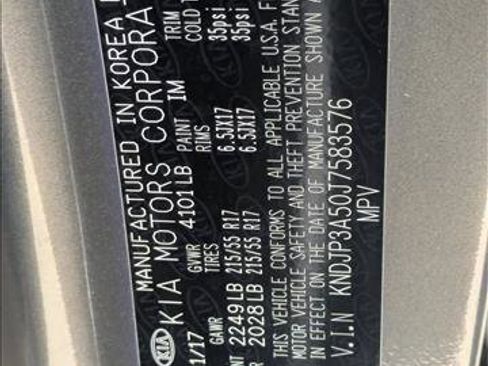 MANUFACTURED IN KOREA
KIA KIA MOTORS CORPORA
1/17 GVWR 4101LB PAINT IM TRIM
GAWR TIRES RIMS COLD
NT 2249LB 215/55 R17 6.5JX17 35psi
2028LB 215/55 R17 6.5JX17 35psi
THIS VEHICLE CONFORMS TO ALL APPLICABLE U.S.A. F
MOTOR VEHICLE SAFETY AND THEFT PREVENTION STAN
IN EFFECT ON THE DATE OF MANUFACTURE SHOWN A
V.I.N KNDJP3A50J7583576
MPV